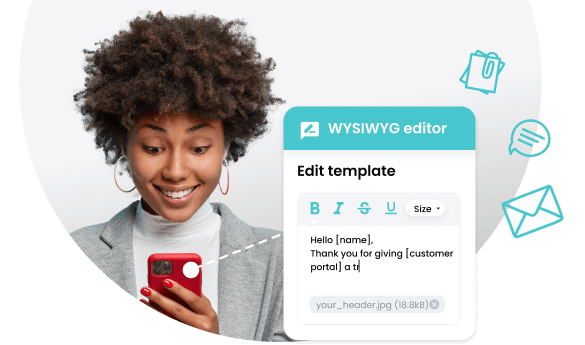 WYSIWYG editor
Edit template
B I S U Size
Hello [name],
Thank you for giving [customer
portal] a tr
your_header.jpg (18.8kB)